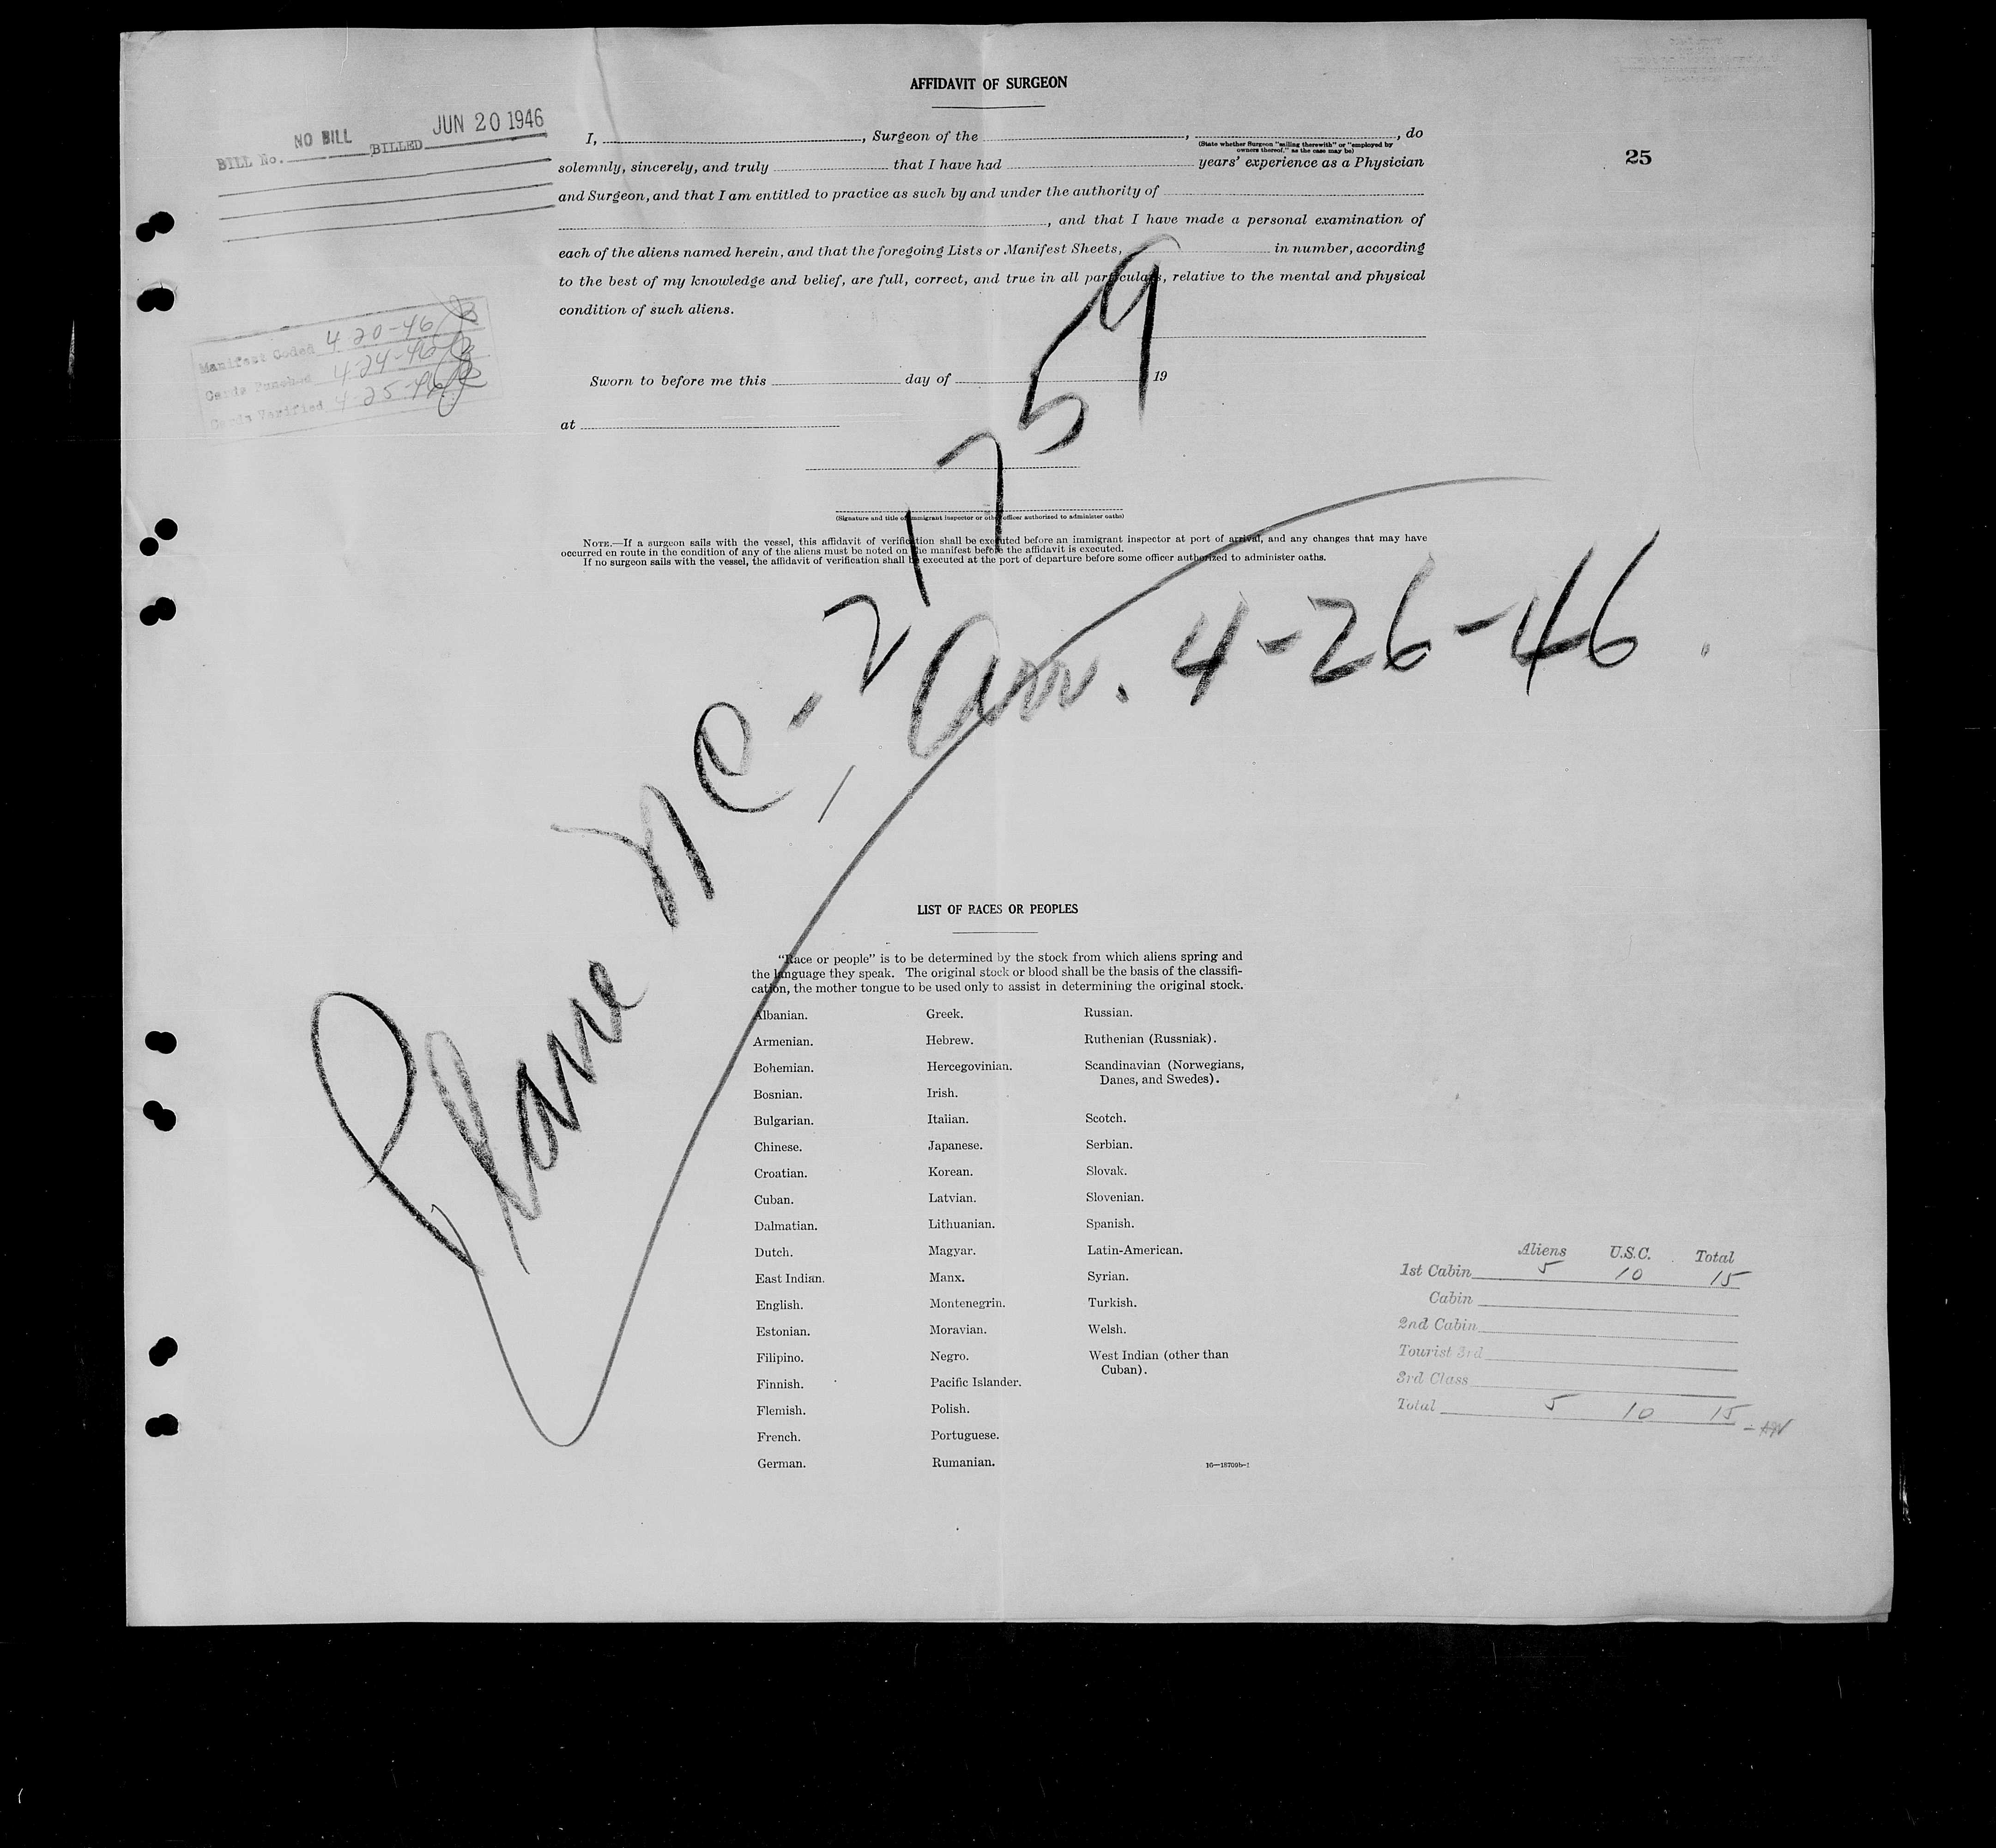 AFFIDAVIT OF SURGEON
BILL No. NO BILL BILLED JUN 20 1946
25
I, , Surgeon of the , , do
(State whether Surgeon "sailing therewith" or "employed by
owners thereof," as the case may be)
solemnly, sincerely, and truly that I have had years' experience as a Physician
and Surgeon, and that I am entitled to practice as such by and under the authority of
, and that I have made a personal examination of
each of the aliens named herein, and that the foregoing Lists or Manifest Sheets, in number, according
to the best of my knowledge and belief, are full, correct, and true in all particulars, relative to the mental and physical
condition of such aliens.
Manifest Coded 4 20-46
Cards Punched 4-24-46
Cards Verified 4-25-46
Sworn to before me this day of 19
at
(Signature and title of immigrant inspector or other officer authorized to administer oaths)
NOTE.—If a surgeon sails with the vessel, this affidavit of verification shall be executed before an immigrant inspector at port of arrival, and any changes that may have
occurred en route in the condition of any of the aliens must be noted on the manifest before the affidavit is executed.
If no surgeon sails with the vessel, the affidavit of verification shall be executed at the port of departure before some officer authorized to administer oaths.
Plane NC-21759
Arr. 4-26-46.
LIST OF RACES OR PEOPLES
"Race or people" is to be determined by the stock from which aliens spring and
the language they speak. The original stock or blood shall be the basis of the classifi-
cation, the mother tongue to be used only to assist in determining the original stock.
Albanian.
Armenian.
Bohemian.
Bosnian.
Bulgarian.
Chinese.
Croatian.
Cuban.
Dalmatian.
Dutch.
East Indian.
English.
Estonian.
Filipino.
Finnish.
Flemish.
French.
German.
Greek.
Hebrew.
Hercegovinian.
Irish.
Italian.
Japanese.
Korean.
Latvian.
Lithuanian.
Magyar.
Manx.
Montenegrin.
Moravian.
Negro.
Pacific Islander.
Polish.
Portuguese.
Rumanian.
Russian.
Ruthenian (Russniak).
Scandinavian (Norwegians,
Danes, and Swedes).
Scotch.
Serbian.
Slovak.
Slovenian.
Spanish.
Latin-American.
Syrian.
Turkish.
Welsh.
West Indian (other than
Cuban).
16—18709b-1
Aliens U.S.C. Total
1st Cabin 5 10 15
Cabin
2nd Cabin
Tourist 3rd
3rd Class
Total 5 10 15